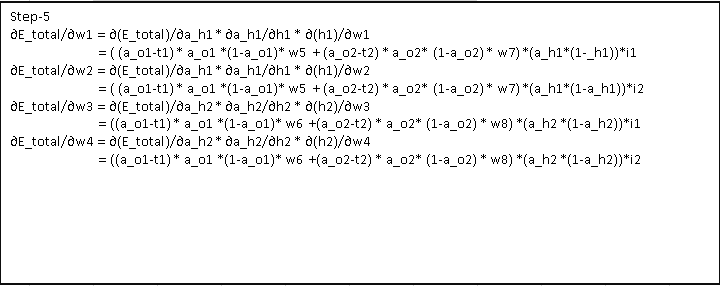 Step-5
∂E_total/∂w1 = ∂(E_total)/∂a_h1 * ∂a_h1/∂h1 * ∂(h1)/∂w1
= ( (a_o1-t1) * a_o1 *(1-a_o1)* w5 +(a_o2-t2) * a_o2* (1-a_o2)* w7) *(a_h1*(1-_h1))*i1
∂E_total/∂w2 = ∂(E_total)/∂a_h1 * ∂a_h1/∂h1 * ∂(h1)/∂w2
= ( (a_o1-t1) * a_o1 *(1-a_o1)* w5 +(a_o2-t2) * a_o2* (1-a_o2)* w7) *(a_h1*(1-a_h1))*i2
∂E_total/∂w3 = ∂(E_total)/∂a_h2 * ∂a_h2/∂h2 * ∂(h2)/∂w3
= ((a_o1-t1) * a_o1 *(1-a_o1)* w6 +(a_o2-t2) * a_o2* (1-a_o2) * w8) *(a_h2 *(1-a_h2))*i1
∂E_total/∂w4 = ∂(E_total)/∂a_h2 * ∂a_h2/∂h2 * ∂(h2)/∂w4
= ((a_o1-t1) * a_o1 *(1-a_o1)* w6 +(a_o2-t2) * a_o2* (1-a_o2) * w8) *(a_h2 *(1-a_h2))*i2